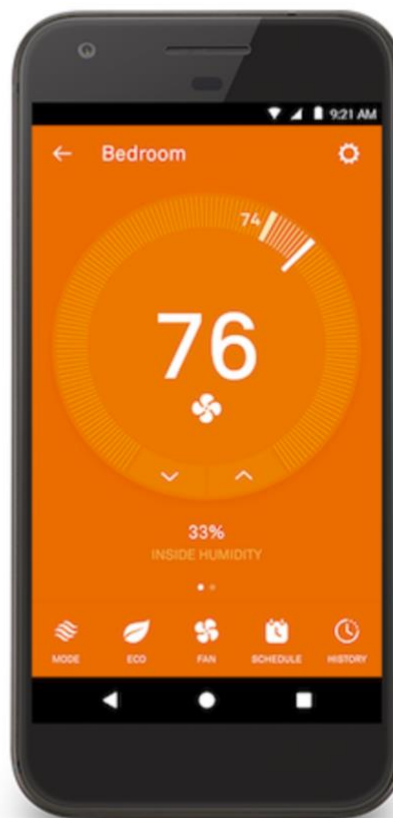 9:21 AM
Bedroom
74
76
33%
INSIDE HUMIDITY
MODE ECO FAN SCHEDULE HISTORY